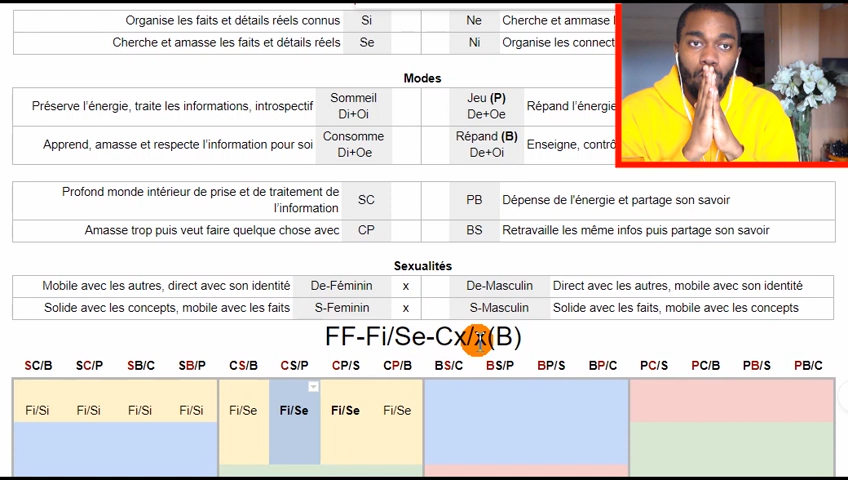 Organise les faits et détails réels connus Si Ne Cherche et ammase
Cherche et amasse les faits et détails réels Se Ni Organise les connect
Modes
Préserve l'énergie, traite les informations, introspectif Sommeil Di+Oi Jeu (P) De+Oe Répand l'énergie
Apprend, amasse et respecte l'information pour soi Consomme Di+Oe Répand (B) De+Oi Enseigne, contrô
Profond monde intérieur de prise et de traitement de l'information SC PB Dépense de l'énergie et partage son savoir
Amasse trop puis veut faire quelque chose avec CP BS Retravaille les même infos puis partage son savoir
Sexualités
Mobile avec les autres, direct avec son identité De-Féminin x De-Masculin Direct avec les autres, mobile avec son identité
Solide avec les concepts, mobile avec les faits S-Feminin x S-Masculin Solide avec les faits, mobile avec les concepts
FF-Fi/Se-Cx/x(B)
SC/B SC/P SB/C SB/P CS/B CS/P CP/S CP/B BS/C BS/P BP/S BP/C PC/S PC/B PB/S PB/C
Fi/Si Fi/Si Fi/Si Fi/Si Fi/Se Fi/Se Fi/Se Fi/Se